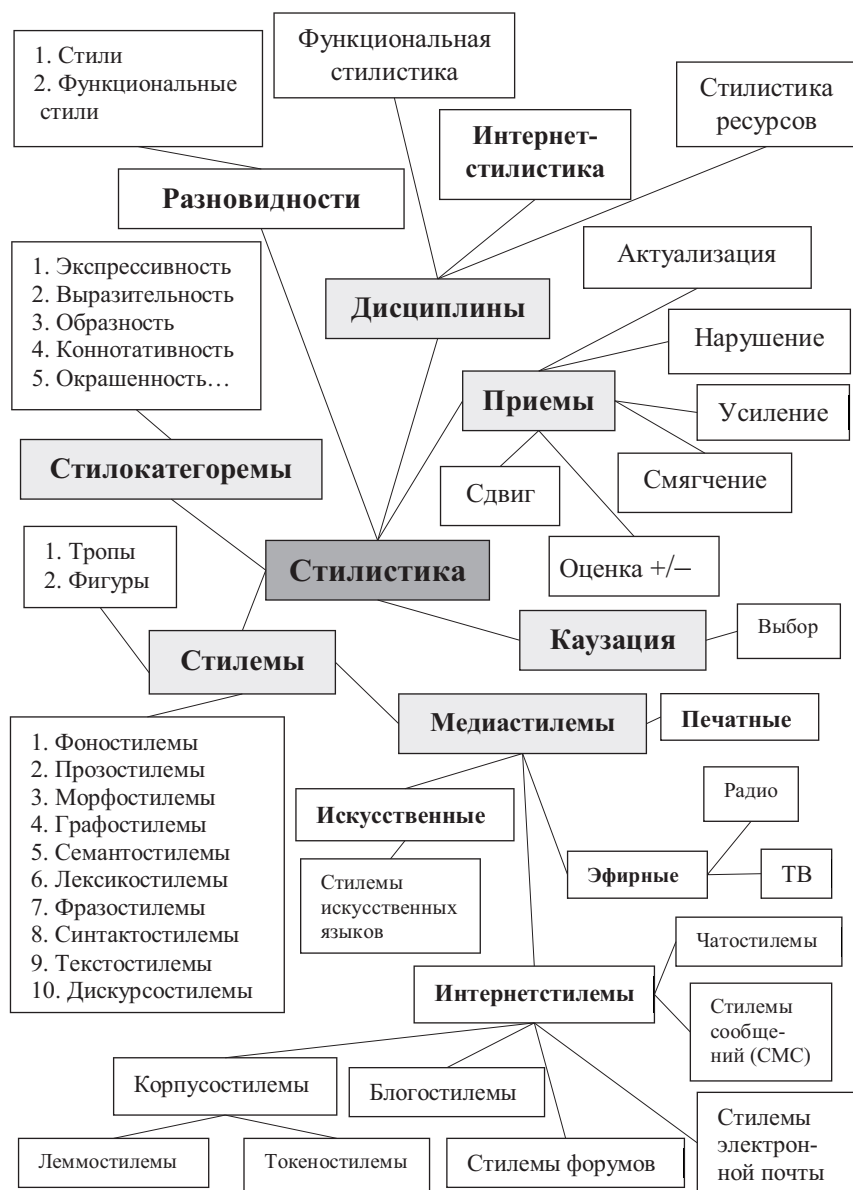 Функциональная
стилистика
1. Стили
2. Функциональные
стили
Стилистика
ресурсов
Интернет-
стилистика
Разновидности
Актуализация
1. Экспрессивность
2. Выразительность
3. Образность
4. Коннотативность
5. Окрашенность…
Дисциплины
Нарушение
Приемы
Усиление
Стилокатегоремы
Смягчение
Сдвиг
1. Тропы
2. Фигуры
Стилистика
Оценка +/–
Каузация
Выбор
Стилемы
Медиастилемы
Печатные
1. Фоностилемы
2. Прозостилемы
3. Морфостилемы
4. Графостилемы
5. Семантостилемы
6. Лексикостилемы
7. Фразостилемы
8. Синтактостилемы
9. Текстостилемы
10. Дискурсостилемы
Искусственные
Радио
Стилемы
искусственных
языков
Эфирные
ТВ
Чатостилемы
Интернетстилемы
Стилемы
сообще-
ний (СМС)
Корпусостилемы
Блогостилемы
Стилемы
электрон-
ной почты
Леммостилемы
Токеностилемы
Стилемы форумов